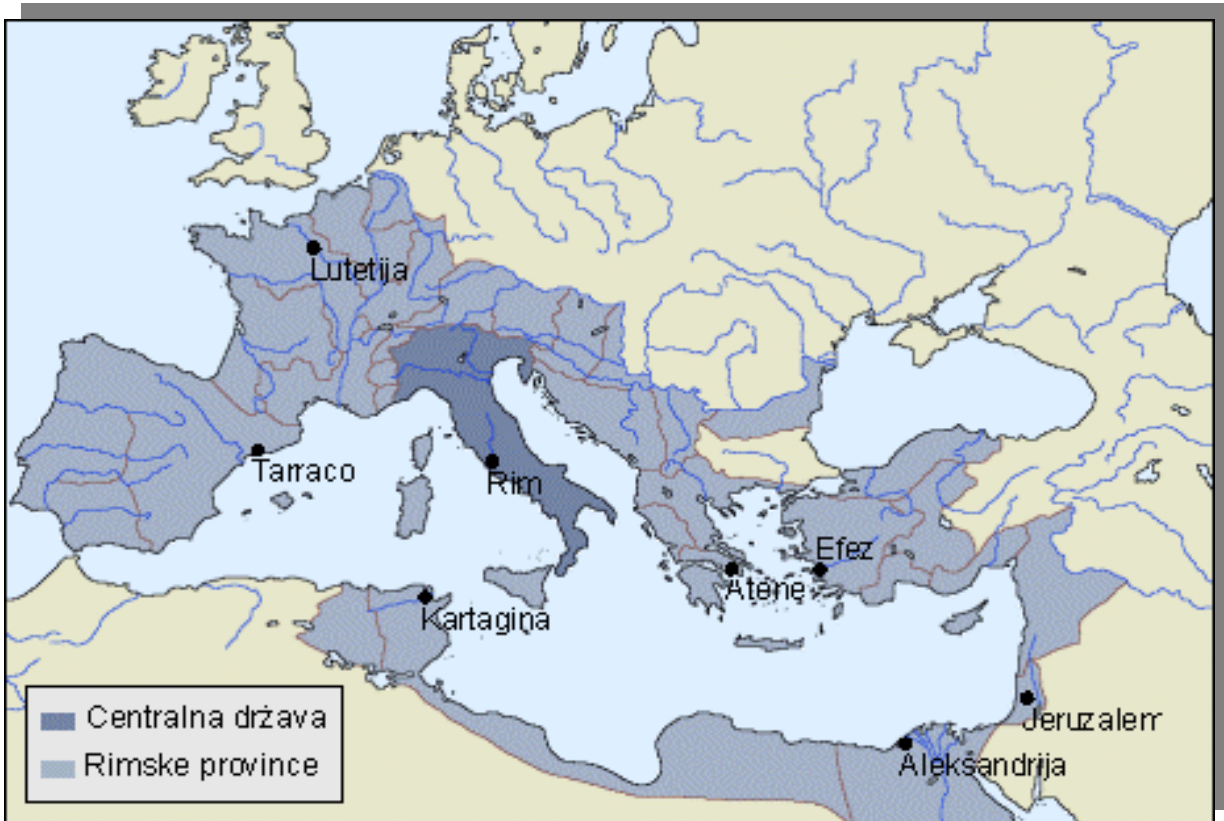 Lutetija
Tarraco
Rim
Efez
Atene
Kartagina
Jeruzalem
Aleksandrija
Centralna država
Rimske province